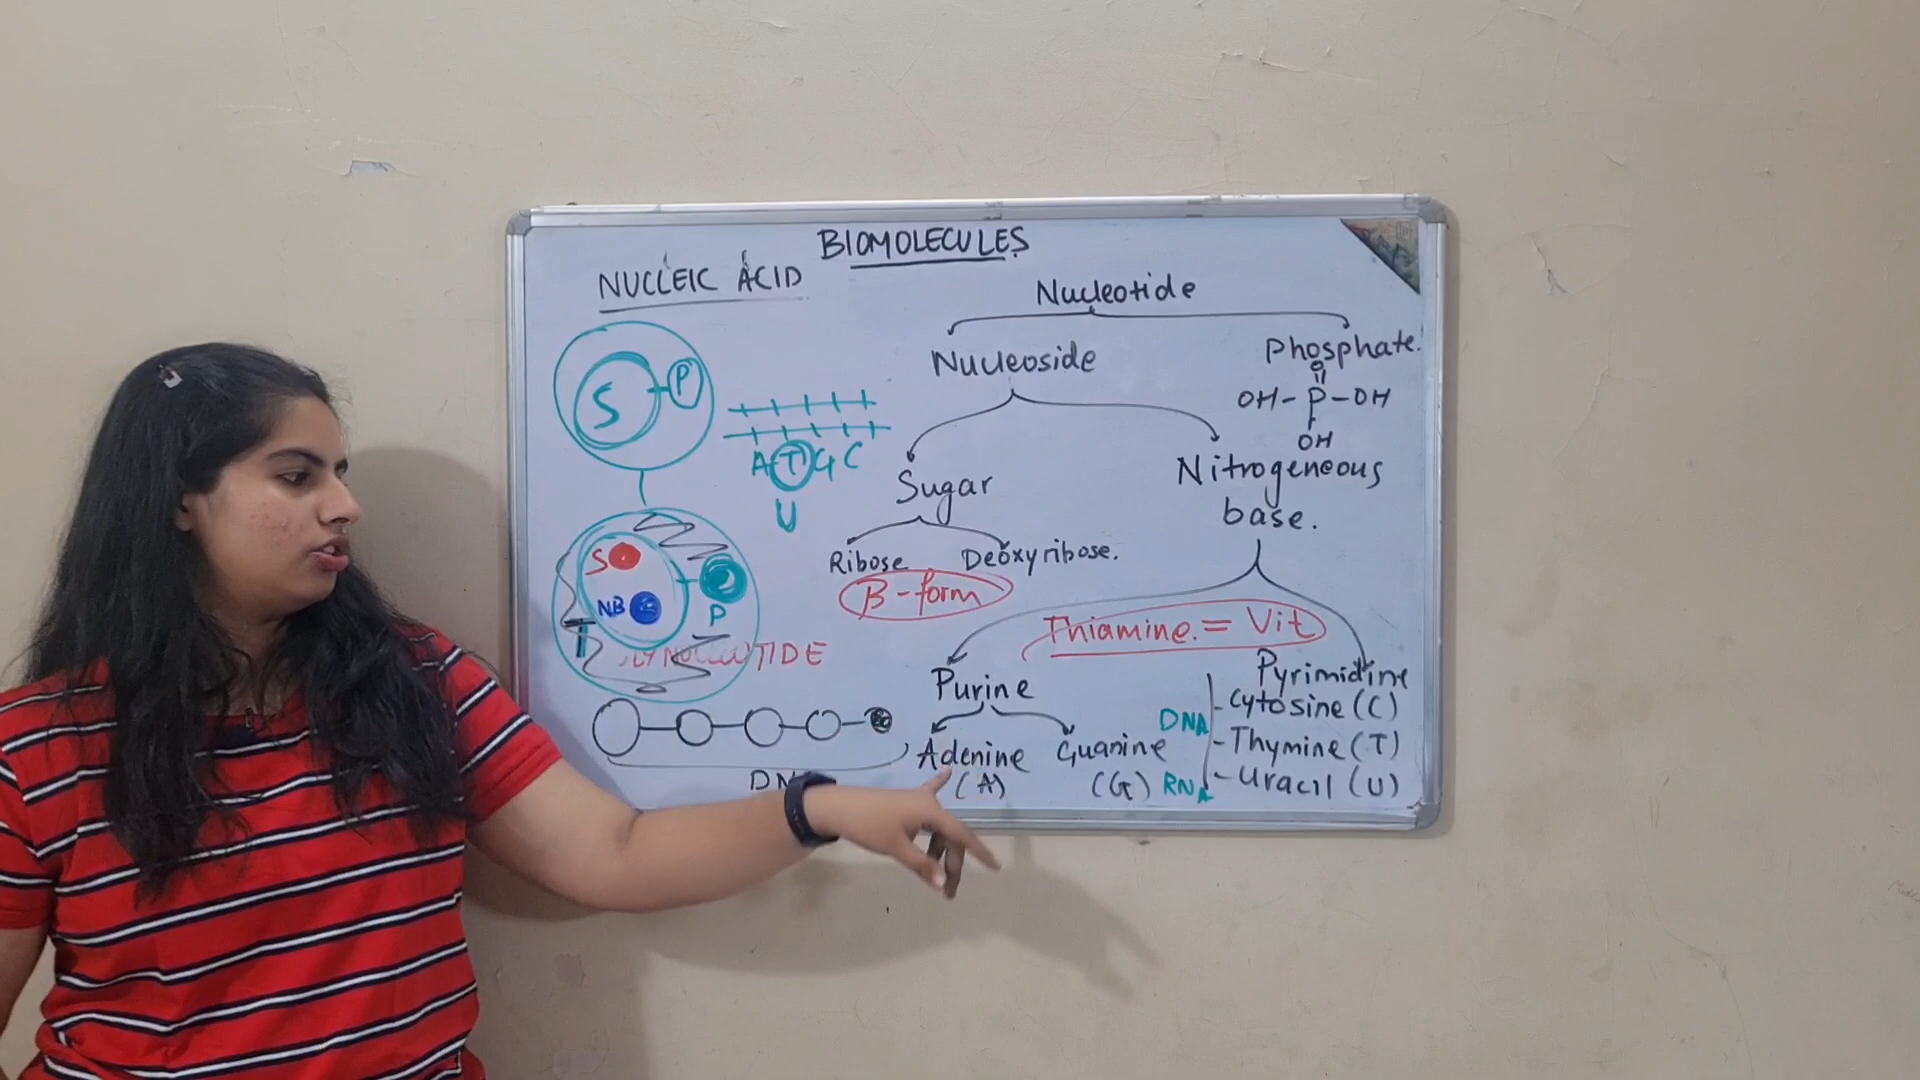 BIOMOLECULES
NUCLEIC ACID
Nucleotide
Nucleoside
Phosphate.
O
OH-P-OH
OH
S
P
A T G C
U
Sugar
Nitrogeneous
base.
Ribose
Deoxyribose.
β-form
S
NB
P
Thiamine. = Vit
Purine
Pyrimidine
Adenine
(A)
Guanine
(G)
DNA
RNA
-Cytosine (C)
-Thymine (T)
-Uracil (U)